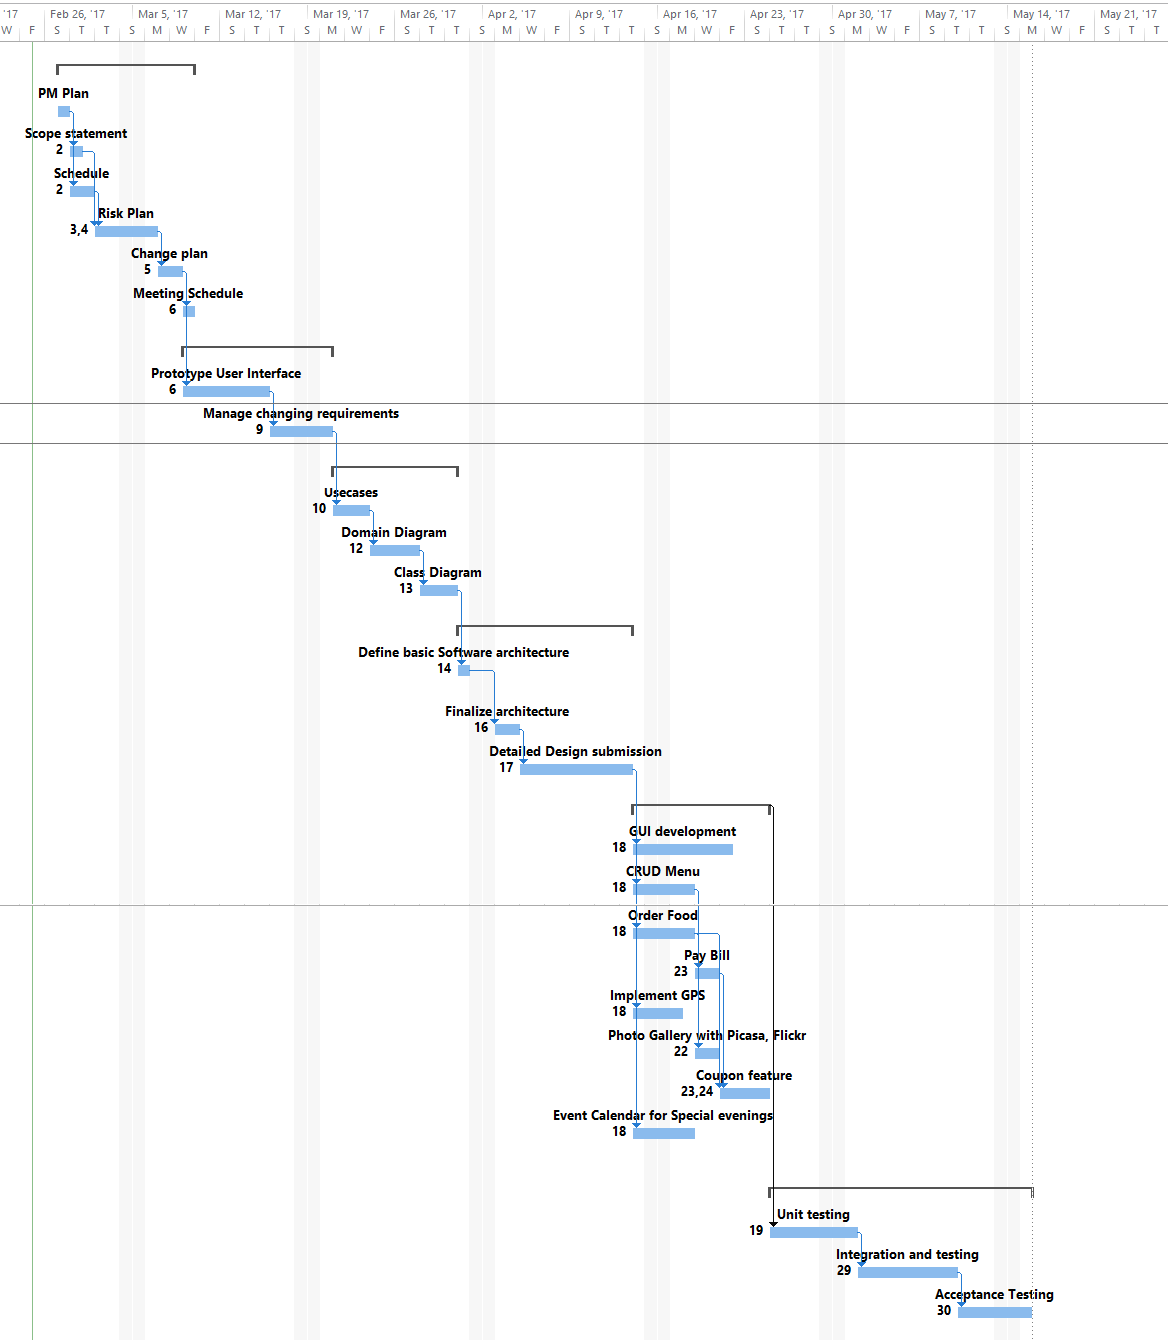 '17 Feb 26, '17 Mar 5, '17 Mar 12, '17 Mar 19, '17 Mar 26, '17 Apr 2, '17 Apr 9, '17 Apr 16, '17 Apr 23, '17 Apr 30, '17 May 7, '17 May 14, '17 May 21, '17
W F S T T S M W F S T T S M W F S T T S M W F S T T S M W F S T T S M W F S T T S M W F S T T
PM Plan
Scope statement
2
Schedule
2
Risk Plan
3,4
Change plan
5
Meeting Schedule
6
Prototype User Interface
6
Manage changing requirements
9
Usecases
10
Domain Diagram
12
Class Diagram
13
Define basic Software architecture
14
Finalize architecture
16
Detailed Design submission
17
GUI development
18
CRUD Menu
18
Order Food
18
Pay Bill
23
Implement GPS
18
Photo Gallery with Picasa, Flickr
22
Coupon feature
23,24
Event Calendar for Special evenings
18
Unit testing
19
Integration and testing
29
Acceptance Testing
30